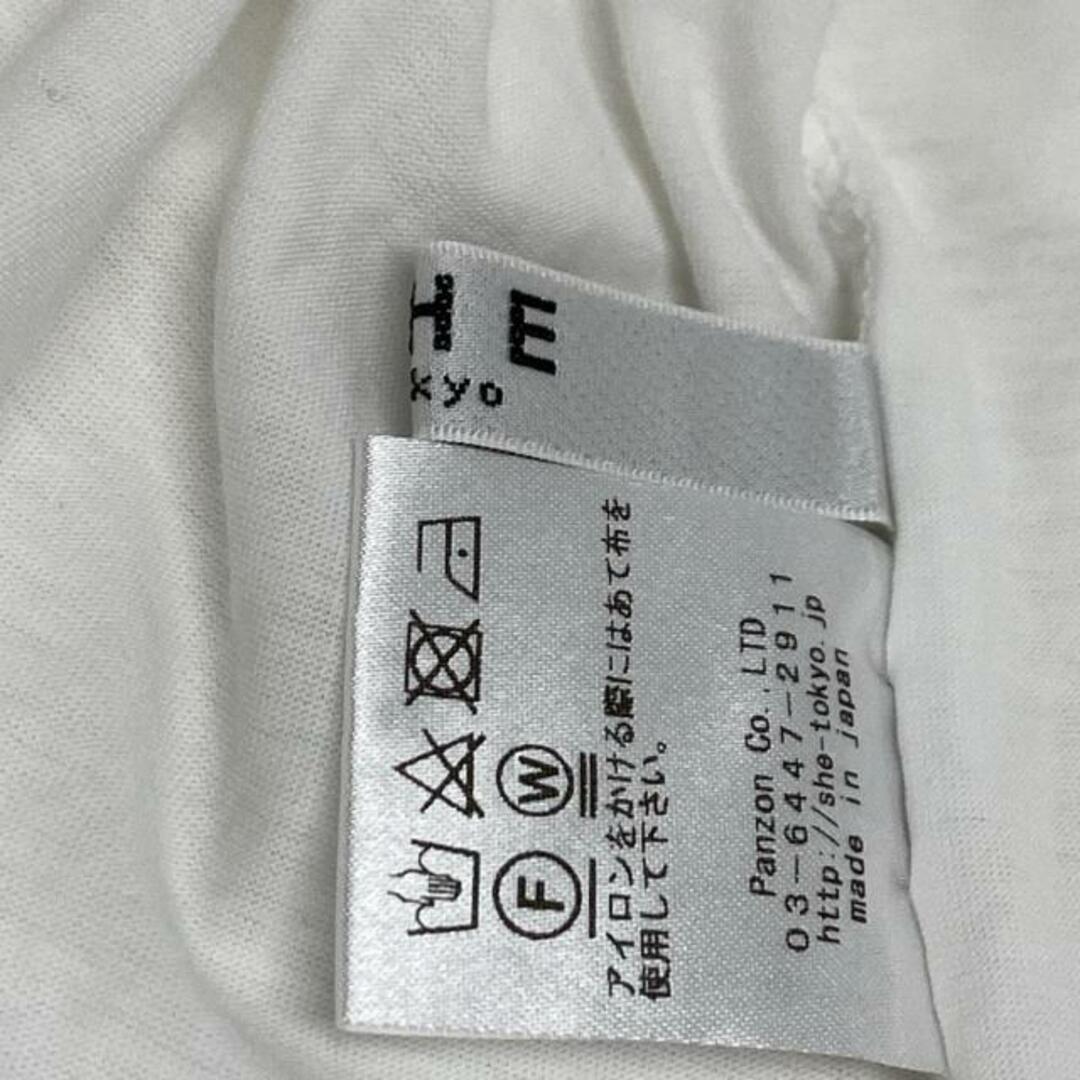 xyo
F W
アイロンをかける際にはあて布を
使用して下さい。
Panzon Co., LTD
03-6447-2911
http://she-tokyo.jp
made in japan